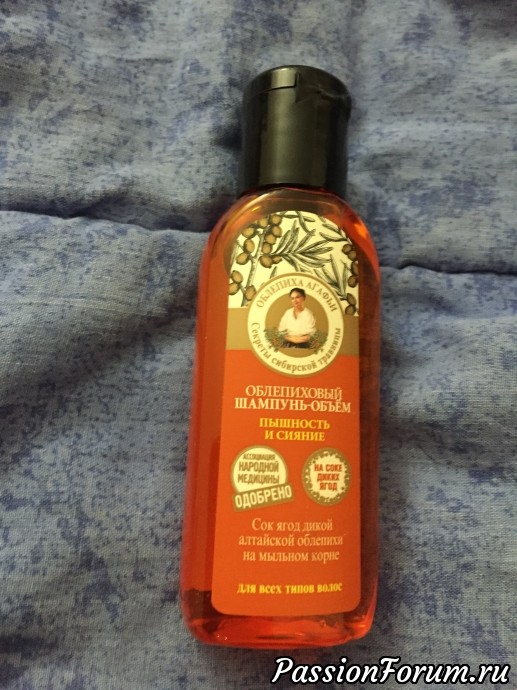 ОБЛЕПИХА АГАФЬИ
Секреты сибирской травницы
ОБЛЕПИХОВЫЙ
ШАМПУНЬ-ОБЪЕМ
ПЫШНОСТЬ
И СИЯНИЕ
АССОЦИАЦИЯ
НАРОДНОЙ
МЕДИЦИНЫ
ОДОБРЕНО
НА СОКЕ
ДИКИХ
ЯГОД
Сок ягод дикой
алтайской облепихи
на мыльном корне
для всех типов волос
PassionForum.ru